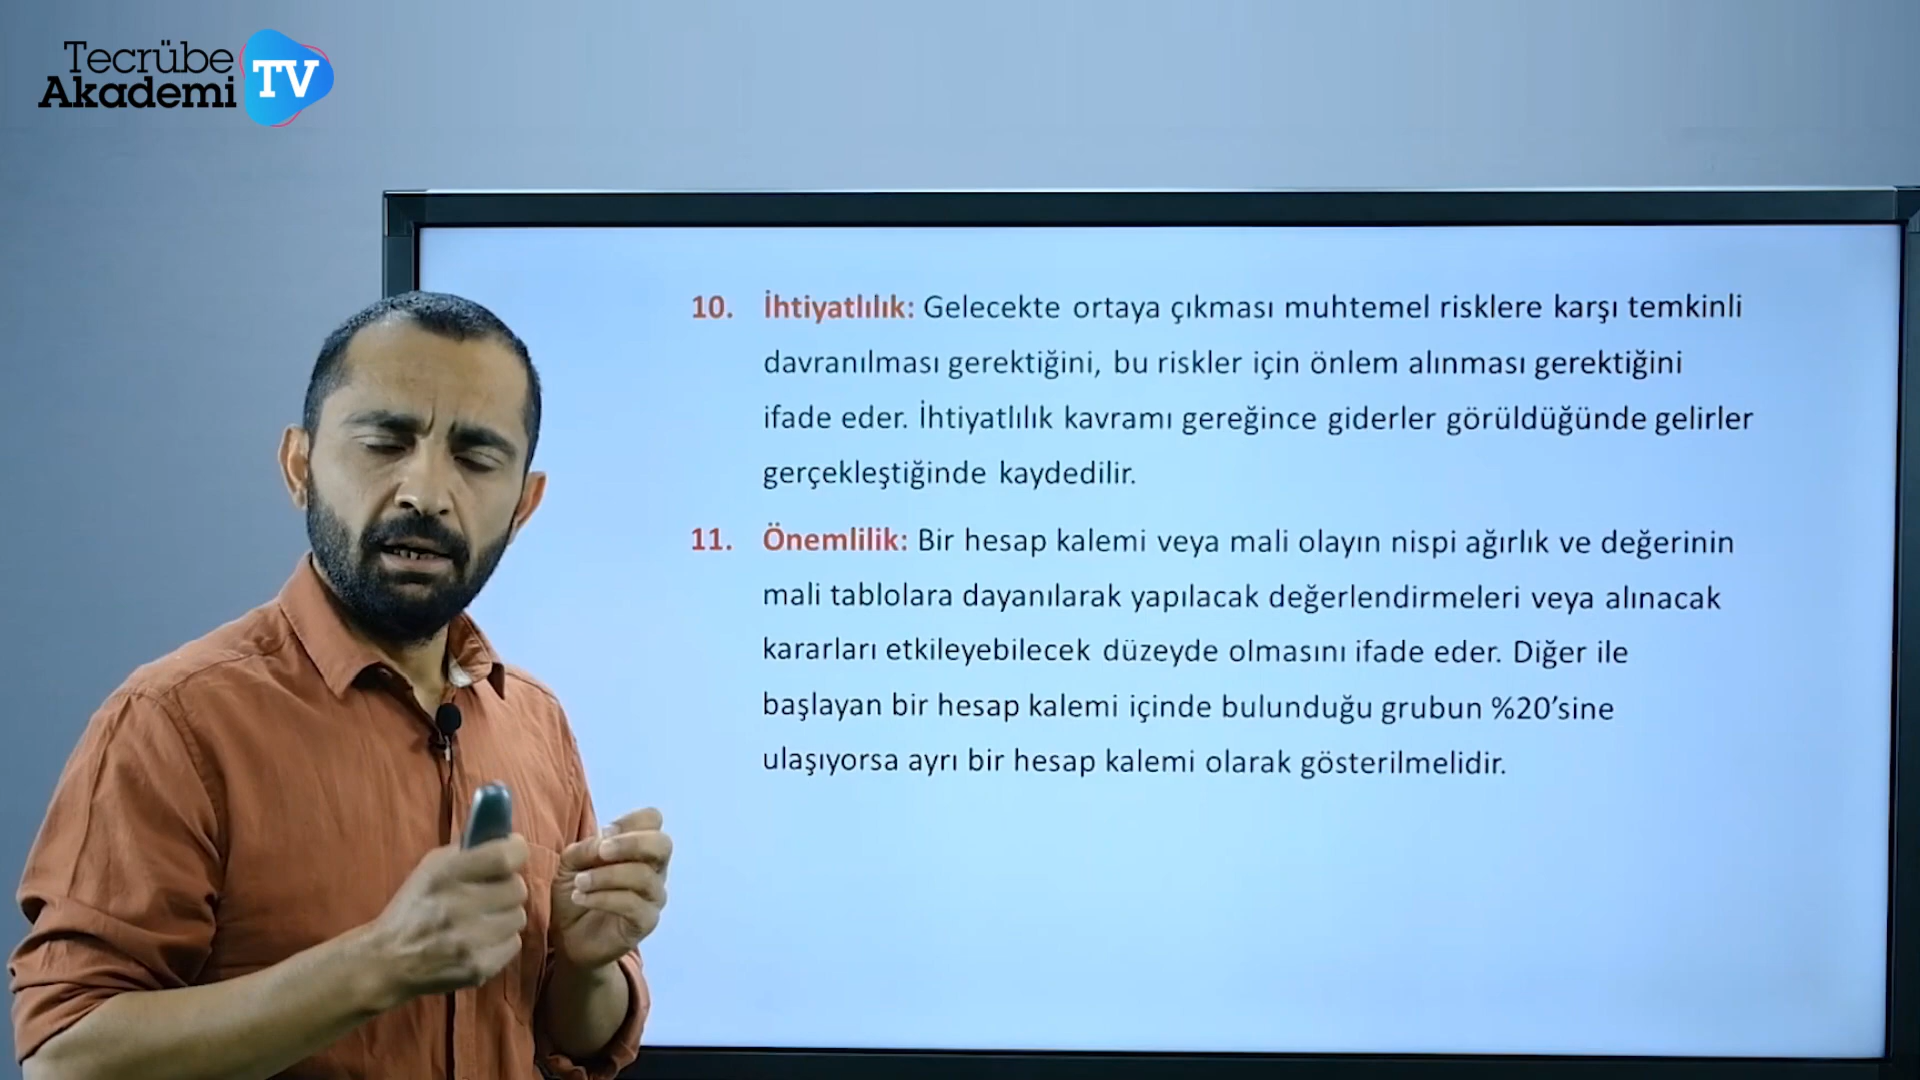 Tecrübe
Akademi
TV
10. İhtiyatlılık: Gelecekte ortaya çıkması muhtemel risklere karşı temkinli
davranılması gerektiğini, bu riskler için önlem alınması gerektiğini
ifade eder. İhtiyatlılık kavramı gereğince giderler görüldüğünde gelirler
gerçekleştiğinde kaydedilir.
11. Önemlilik: Bir hesap kalemi veya mali olayın nispi ağırlık ve değerinin
mali tablolara dayanılarak yapılacak değerlendirmeleri veya alınacak
kararları etkileyebilecek düzeyde olmasını ifade eder. Diğer ile
başlayan bir hesap kalemi içinde bulunduğu grubun %20’sine
ulaşıyorsa ayrı bir hesap kalemi olarak gösterilmelidir.